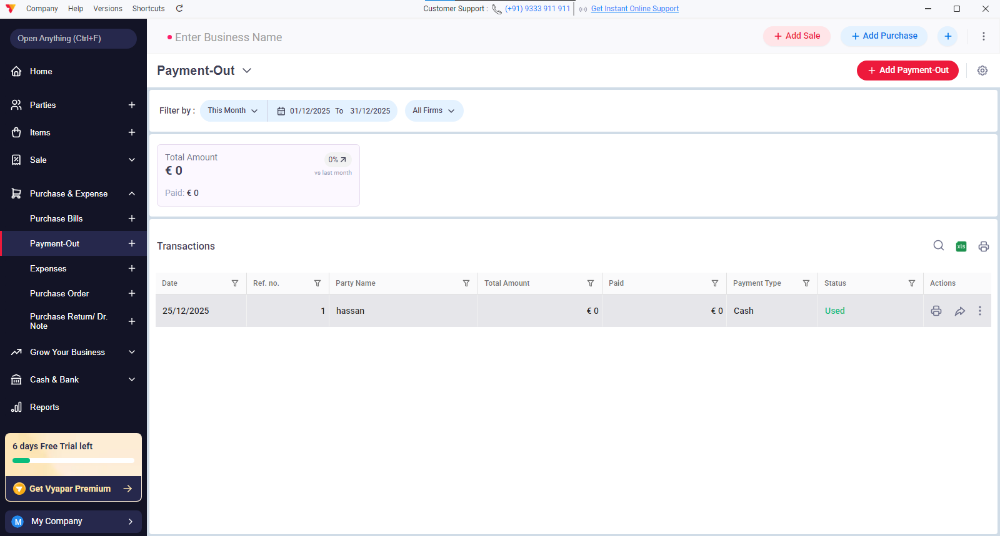 Company Help Versions Shortcuts
Customer Support : (+91) 9333 911 911 Get Instant Online Support
Open Anything (Ctrl+F)
Home
Parties
Items
Sale
Purchase & Expense
Purchase Bills
Payment-Out
Expenses
Purchase Order
Purchase Return/ Dr.
Note
Grow Your Business
Cash & Bank
Reports
6 days Free Trial left
Get Vyapar Premium
M My Company
Enter Business Name
Add Sale
Add Purchase
Payment-Out
Add Payment-Out
Filter by : This Month 01/12/2025 To 31/12/2025 All Firms
Total Amount
0%
€ 0
vs last month
Paid: € 0
Transactions
xls
Date Ref. no. Party Name Total Amount Paid Payment Type Status Actions
25/12/2025 1 hassan € 0 € 0 Cash Used